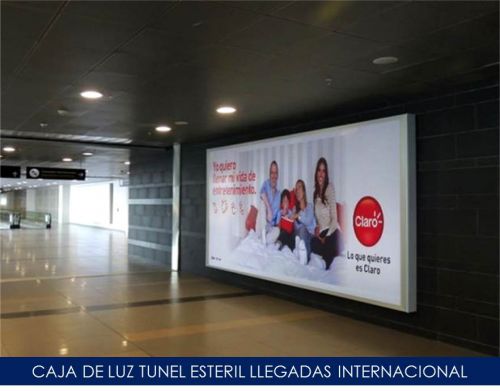 Yo quiero
llenar mi vida de
entretenimiento.
Claro
Lo que quieres
es Claro
CAJA DE LUZ TUNEL ESTERIL LLEGADAS INTERNACIONAL